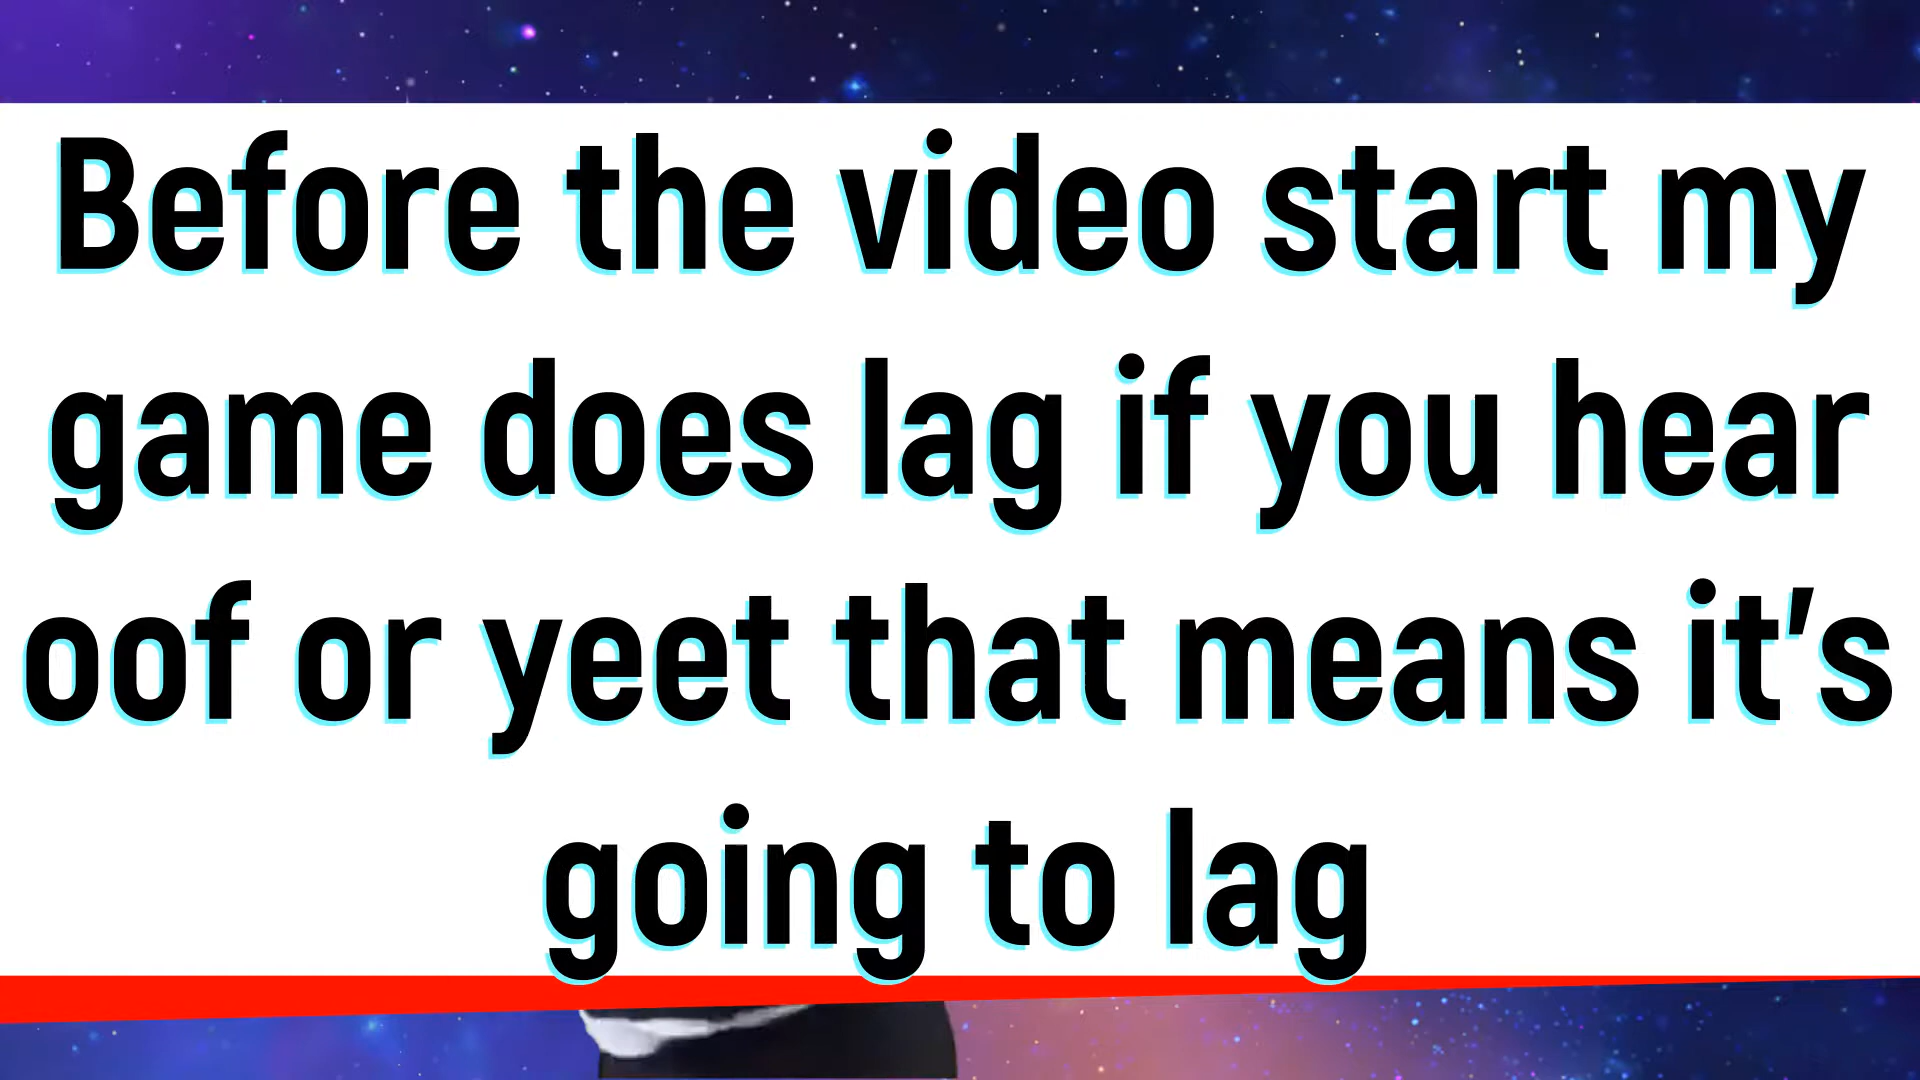 Before the video start my
game does lag if you hear
oof or yeet that means it's
going to lag